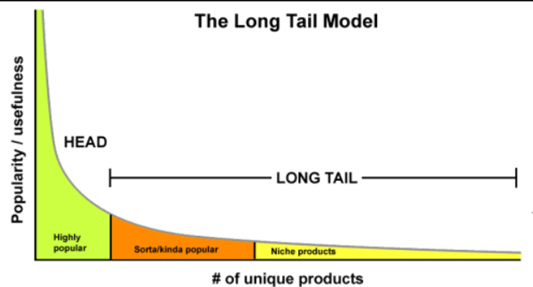 The Long Tail Model
Popularity / usefulness
HEAD
LONG TAIL
Highly
popular
Sorta/kinda popular
Niche products
# of unique products